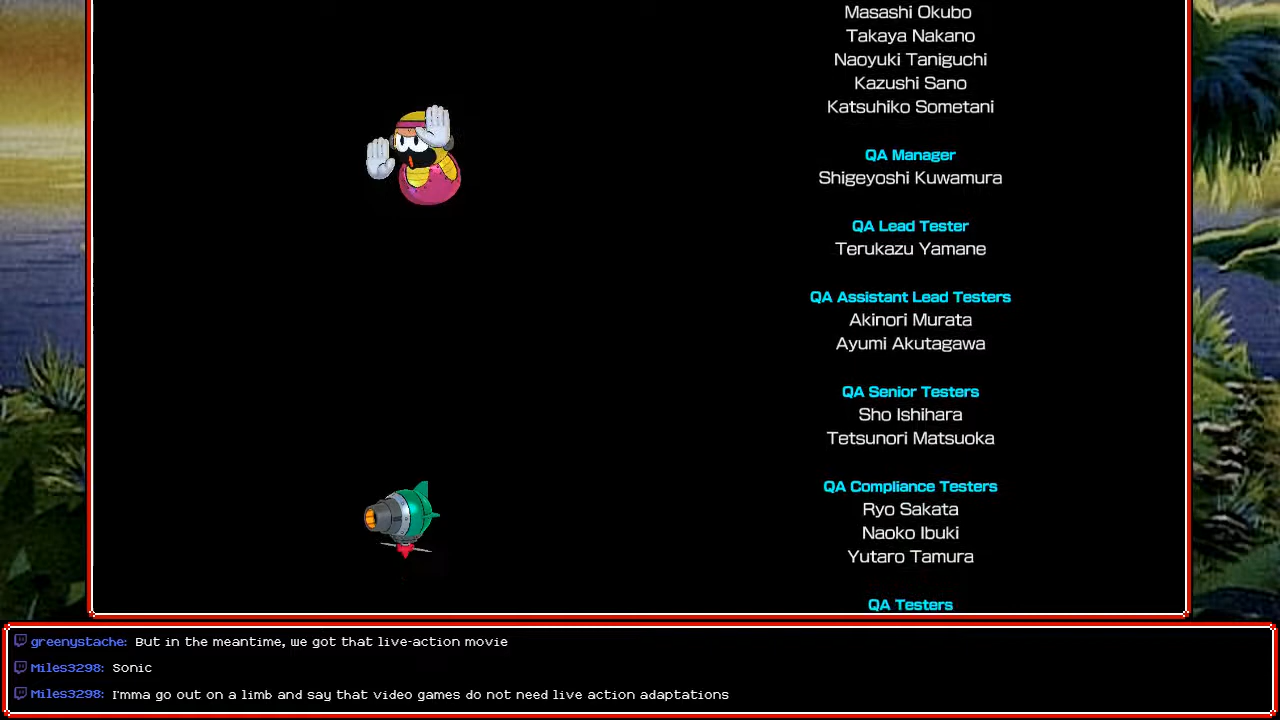 Masashi Okubo
Takaya Nakano
Naoyuki Taniguchi
Kazushi Sano
Katsuhiko Sometani
QA Manager
Shigeyoshi Kuwamura
QA Lead Tester
Terukazu Yamane
QA Assistant Lead Testers
Akinori Murata
Ayumi Akutagawa
QA Senior Testers
Sho Ishihara
Tetsunori Matsuoka
QA Compliance Testers
Ryo Sakata
Naoko Ibuki
Yutaro Tamura
QA Testers
greenystache: But in the meantime, we got that live-action movie
Miles3298: Sonic
Miles3298: I'mma go out on a limb and say that video games do not need live action adaptations